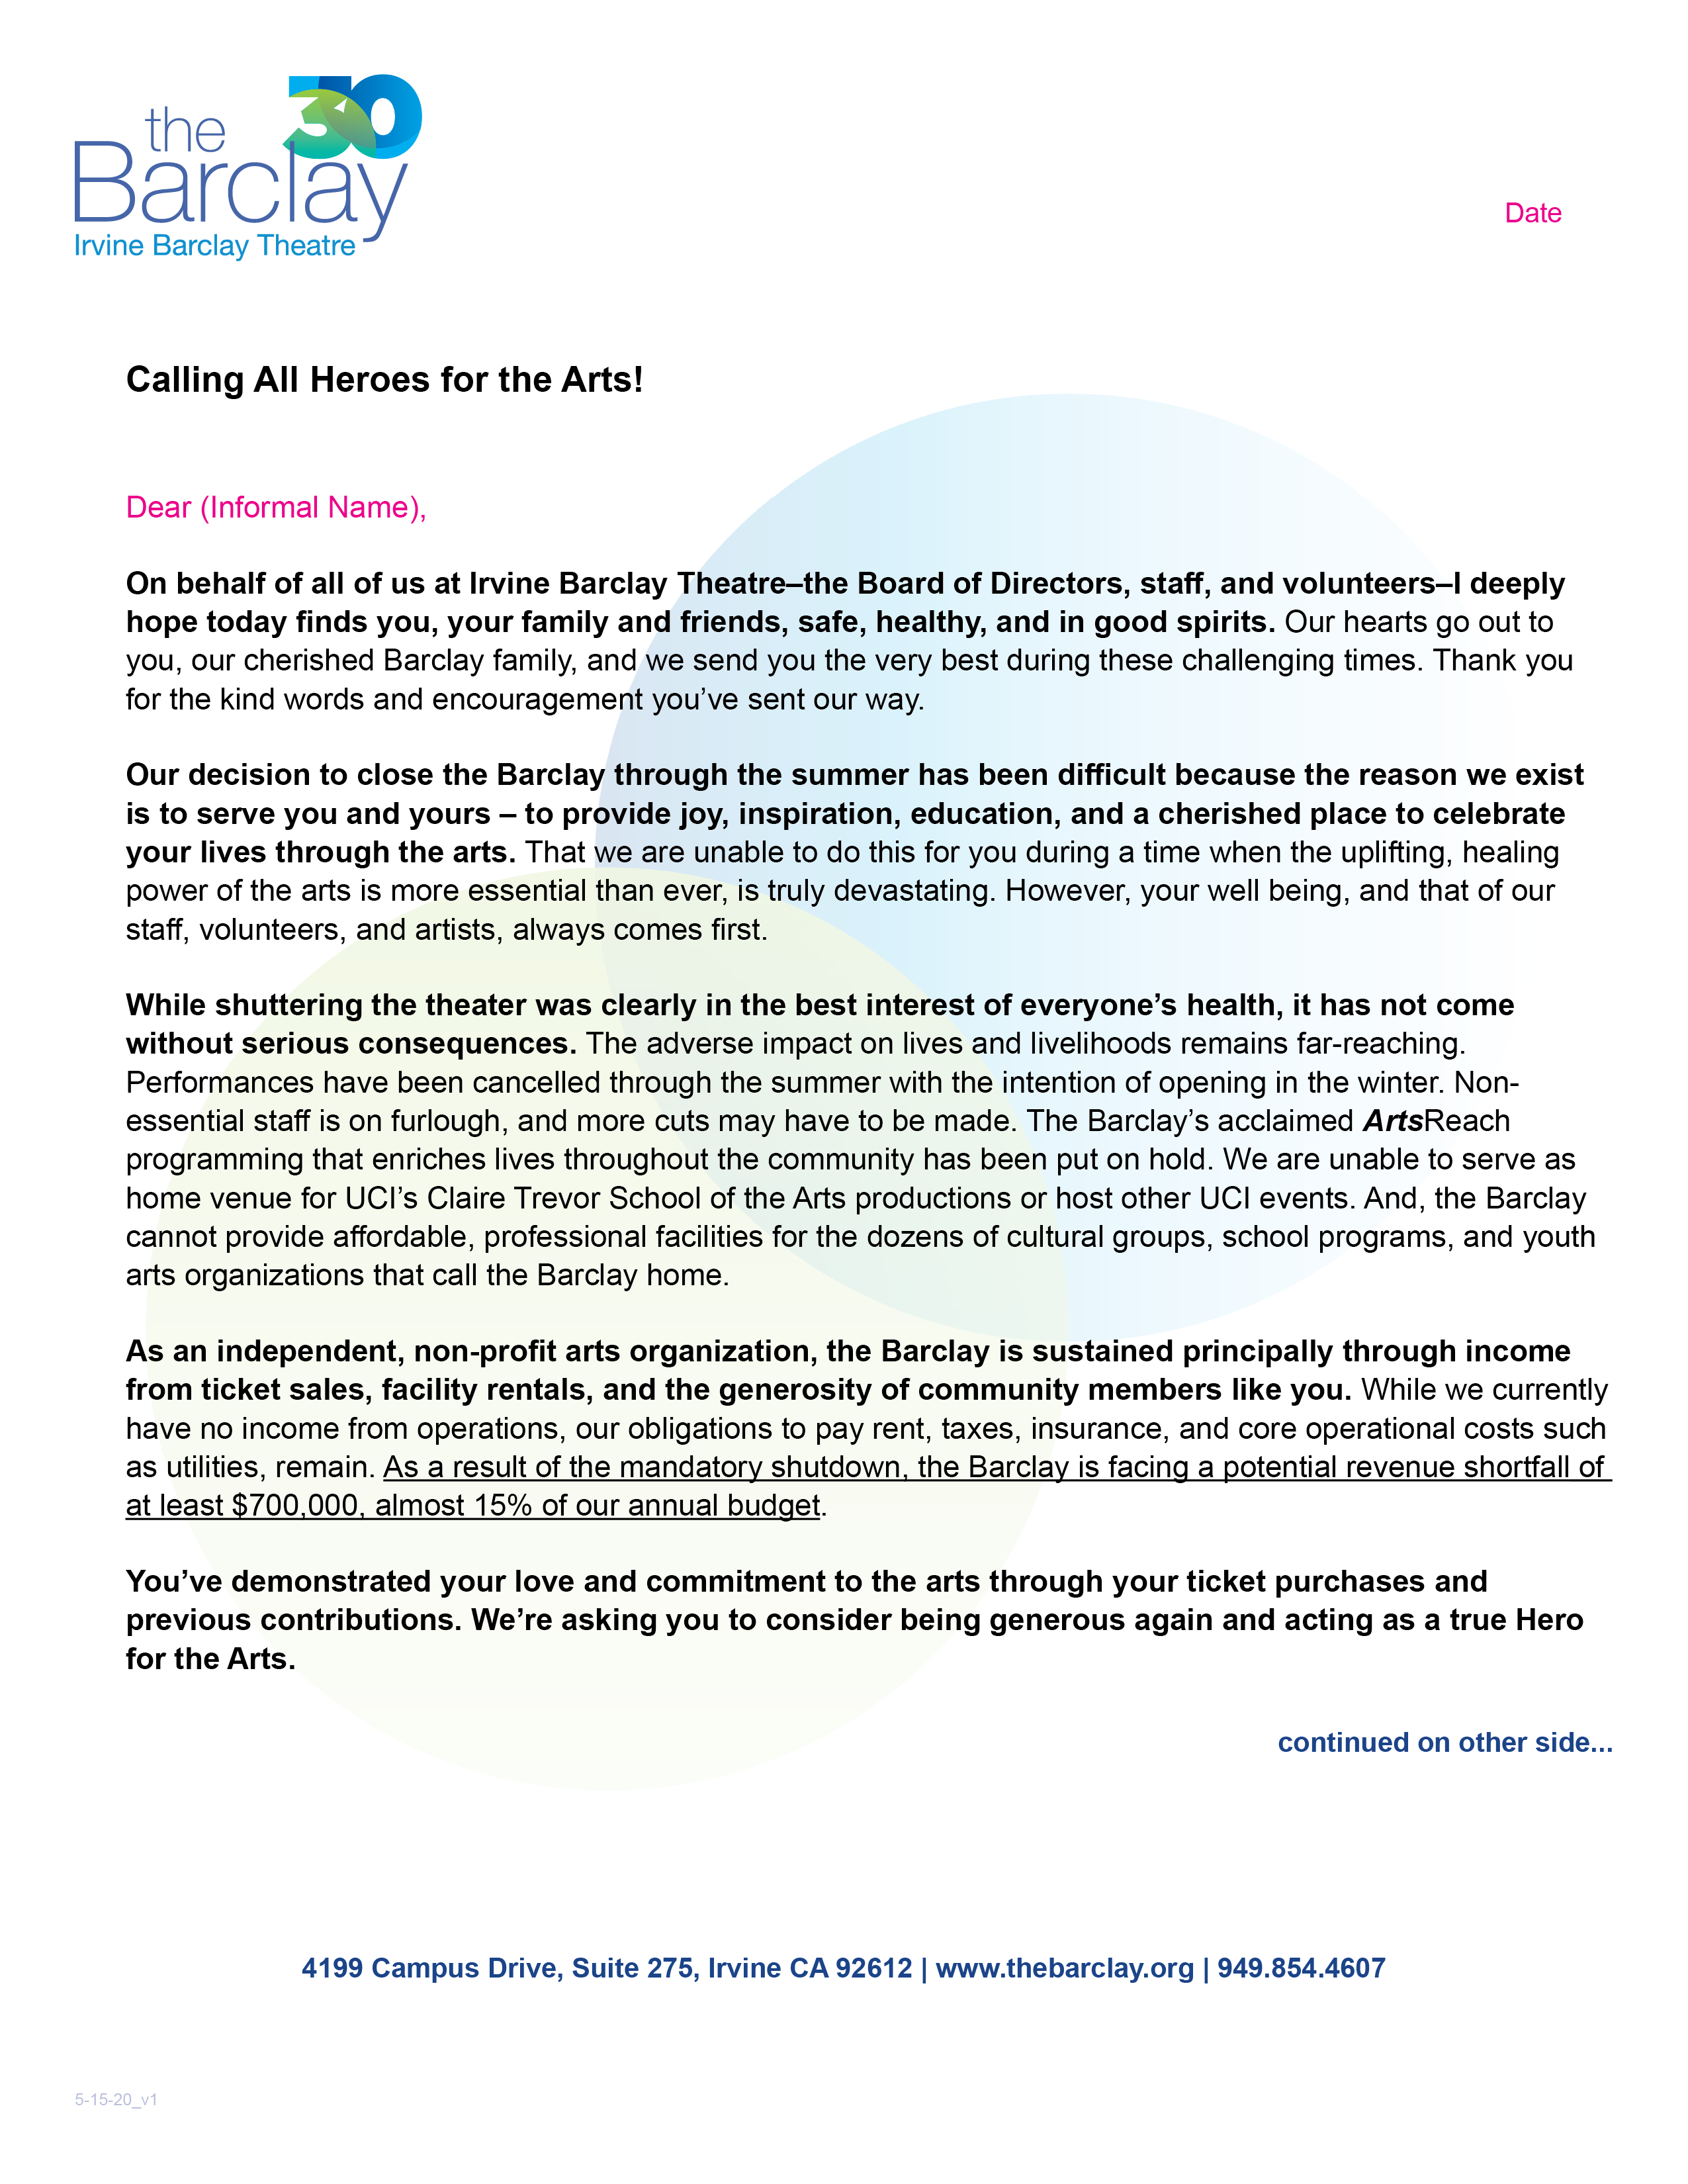 the
30
Barclay
Irvine Barclay Theatre
Date
Calling All Heroes for the Arts!
Dear (Informal Name),
On behalf of all of us at Irvine Barclay Theatre–the Board of Directors, staff, and volunteers–I deeply
hope today finds you, your family and friends, safe, healthy, and in good spirits. Our hearts go out to
you, our cherished Barclay family, and we send you the very best during these challenging times. Thank you
for the kind words and encouragement you’ve sent our way.
Our decision to close the Barclay through the summer has been difficult because the reason we exist
is to serve you and yours – to provide joy, inspiration, education, and a cherished place to celebrate
your lives through the arts. That we are unable to do this for you during a time when the uplifting, healing
power of the arts is more essential than ever, is truly devastating. However, your well being, and that of our
staff, volunteers, and artists, always comes first.
While shuttering the theater was clearly in the best interest of everyone’s health, it has not come
without serious consequences. The adverse impact on lives and livelihoods remains far-reaching.
Performances have been cancelled through the summer with the intention of opening in the winter. Non-
essential staff is on furlough, and more cuts may have to be made. The Barclay’s acclaimed ArtsReach
programming that enriches lives throughout the community has been put on hold. We are unable to serve as
home venue for UCI’s Claire Trevor School of the Arts productions or host other UCI events. And, the Barclay
cannot provide affordable, professional facilities for the dozens of cultural groups, school programs, and youth
arts organizations that call the Barclay home.
As an independent, non-profit arts organization, the Barclay is sustained principally through income
from ticket sales, facility rentals, and the generosity of community members like you. While we currently
have no income from operations, our obligations to pay rent, taxes, insurance, and core operational costs such
as utilities, remain. As a result of the mandatory shutdown, the Barclay is facing a potential revenue shortfall of
at least $700,000, almost 15% of our annual budget.
You’ve demonstrated your love and commitment to the arts through your ticket purchases and
previous contributions. We’re asking you to consider being generous again and acting as a true Hero
for the Arts.
continued on other side...
4199 Campus Drive, Suite 275, Irvine CA 92612 | www.thebarclay.org | 949.854.4607
5-15-20_v1